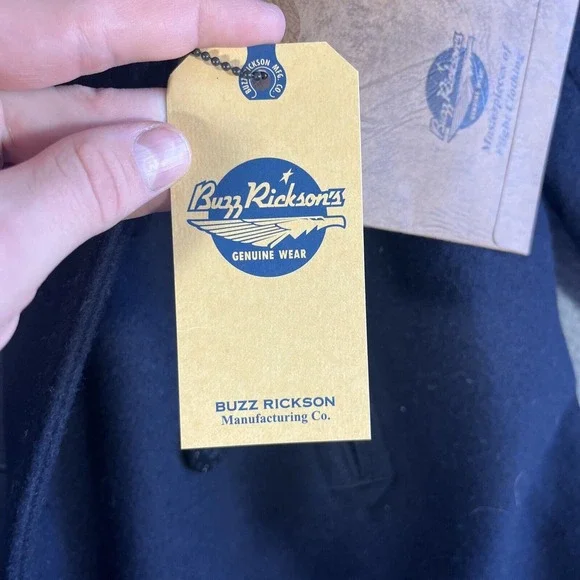 BUZZ RICKSON MFG. CO.
Buzz Rickson's
GENUINE WEAR
BUZZ RICKSON
Manufacturing Co.
Buzz Rickson's
Masterpiece of
Flight Clothing